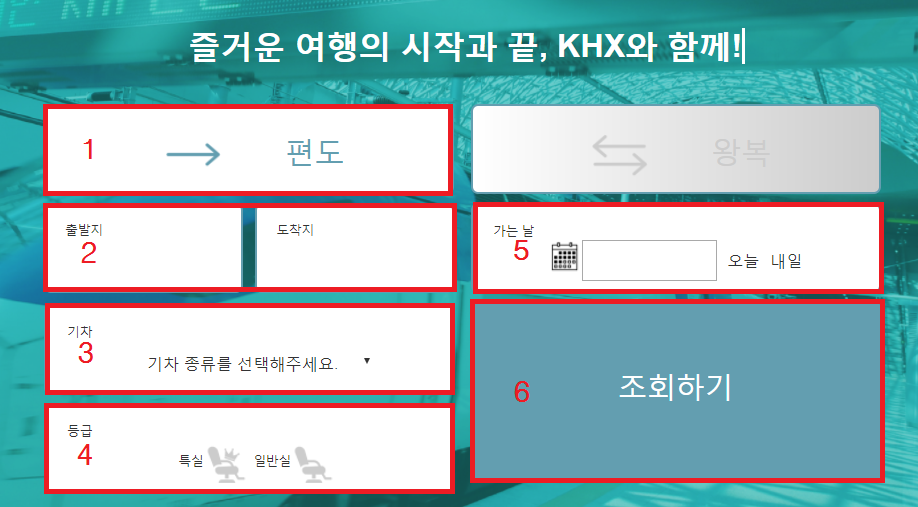 즐거운 여행의 시작과 끝, KHX와 함께!
1
편도
왕복
출발지
도착지
2
가는 날
5
오늘 내일
기차
3
기차 종류를 선택해주세요.
6
조회하기
등급
4
특실 일반실